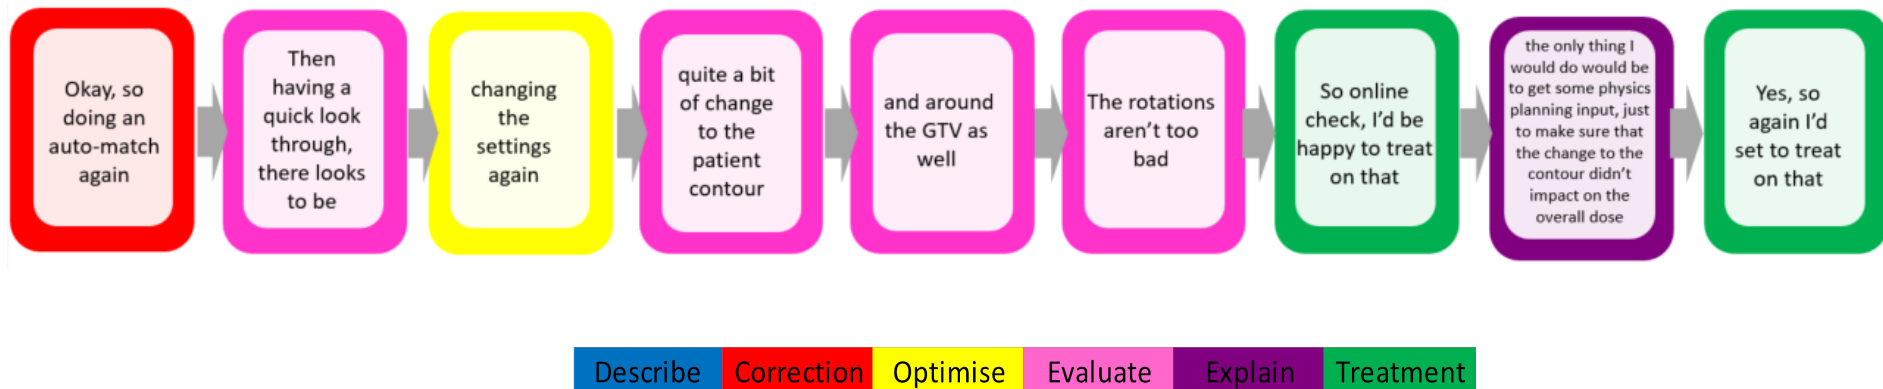 Okay, so
doing an
auto-match
again
Then
having a
quick look
through,
there looks
to be
changing
the
settings
again
quite a bit
of change
to the
patient
contour
and around
the GTV as
well
The rotations
aren't too
bad
So online
check, I'd be
happy to treat
on that
the only thing I
would do would be
to get some physics
planning input, just
to make sure that
the change to the
contour didn't
impact on the
overall dose
Yes, so
again I'd
set to treat
on that
Describe
Correction
Optimise
Evaluate
Explain
Treatment